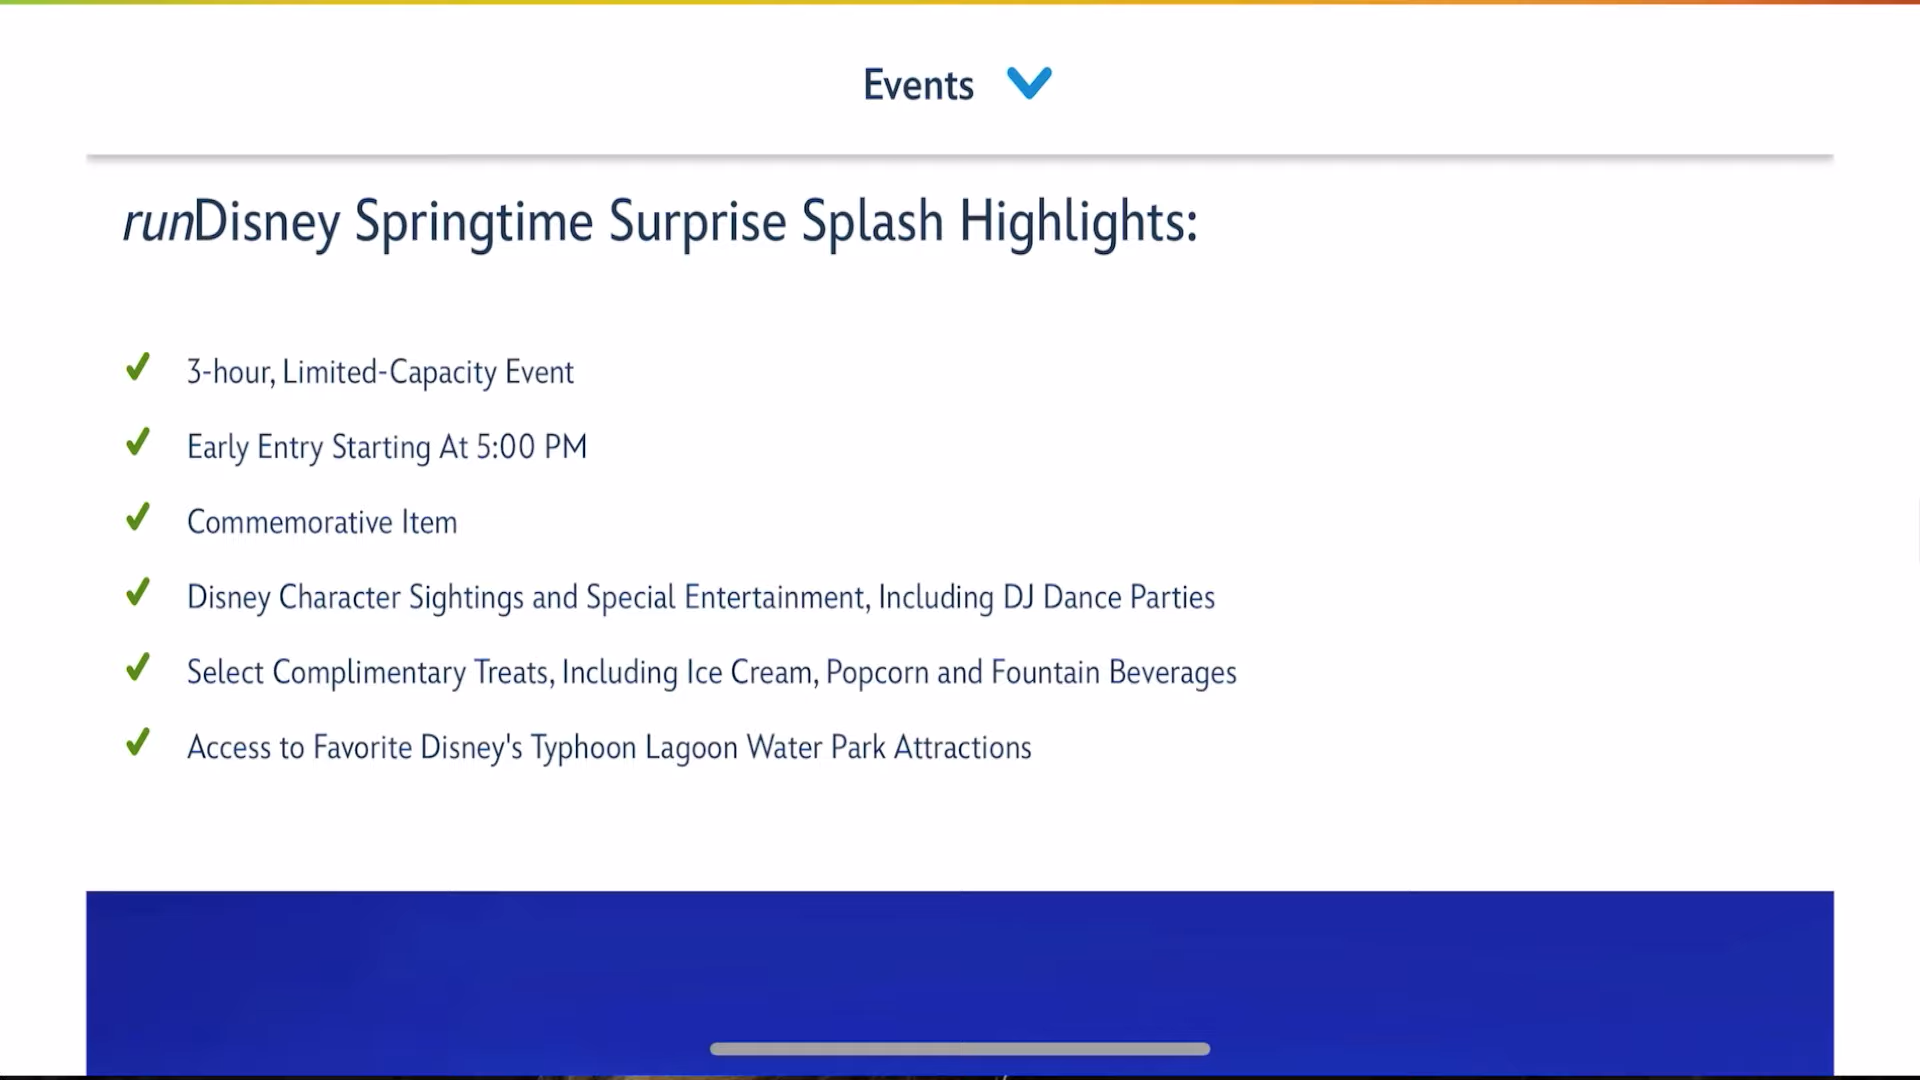 Events
runDisney Springtime Surprise Splash Highlights:
3-hour, Limited-Capacity Event
Early Entry Starting At 5:00 PM
Commemorative Item
Disney Character Sightings and Special Entertainment, Including DJ Dance Parties
Select Complimentary Treats, Including Ice Cream, Popcorn and Fountain Beverages
Access to Favorite Disney's Typhoon Lagoon Water Park Attractions